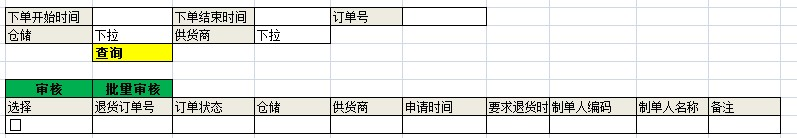 下单开始时间 下单结束时间 订单号
仓储 下拉 供货商 下拉
查询
审核 批量审核
选择 退货订单号 订单状态 仓储 供货商 申请时间 要求退货时 制单人编码 制单人名称 备注